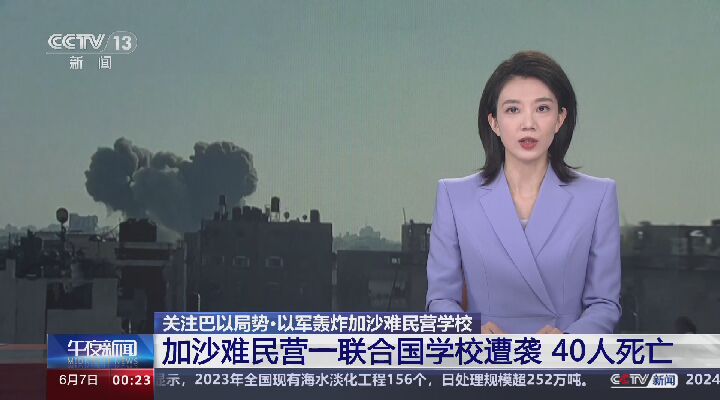 CCTV 13
新闻
关注巴以局势·以军轰炸加沙难民营学校
午夜新闻
加沙难民营一联合国学校遭袭 40人死亡
6月7日 00:23 显示，2023年全国现有海水淡化工程156个，日处理规模超252万吨。 CCTV新闻 2024